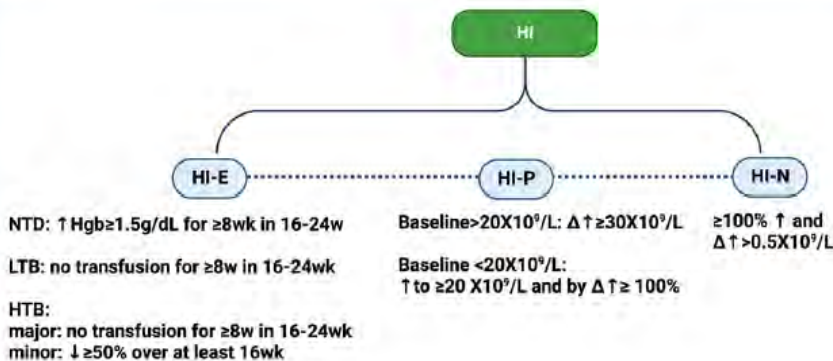 HI
HI-E
HI-P
HI-N
NTD: ↑Hgb≥1.5g/dL for ≥8wk in 16-24w
LTB: no transfusion for ≥8w in 16-24wk
HTB:
major: no transfusion for ≥8w in 16-24wk
minor: ↓≥50% over at least 16wk
Baseline>20X10⁹/L: Δ↑≥30X10⁹/L
Baseline <20X10⁹/L:
↑to ≥20 X10⁹/L and by Δ↑≥ 100%
≥100% ↑ and
Δ↑>0.5X10⁹/L